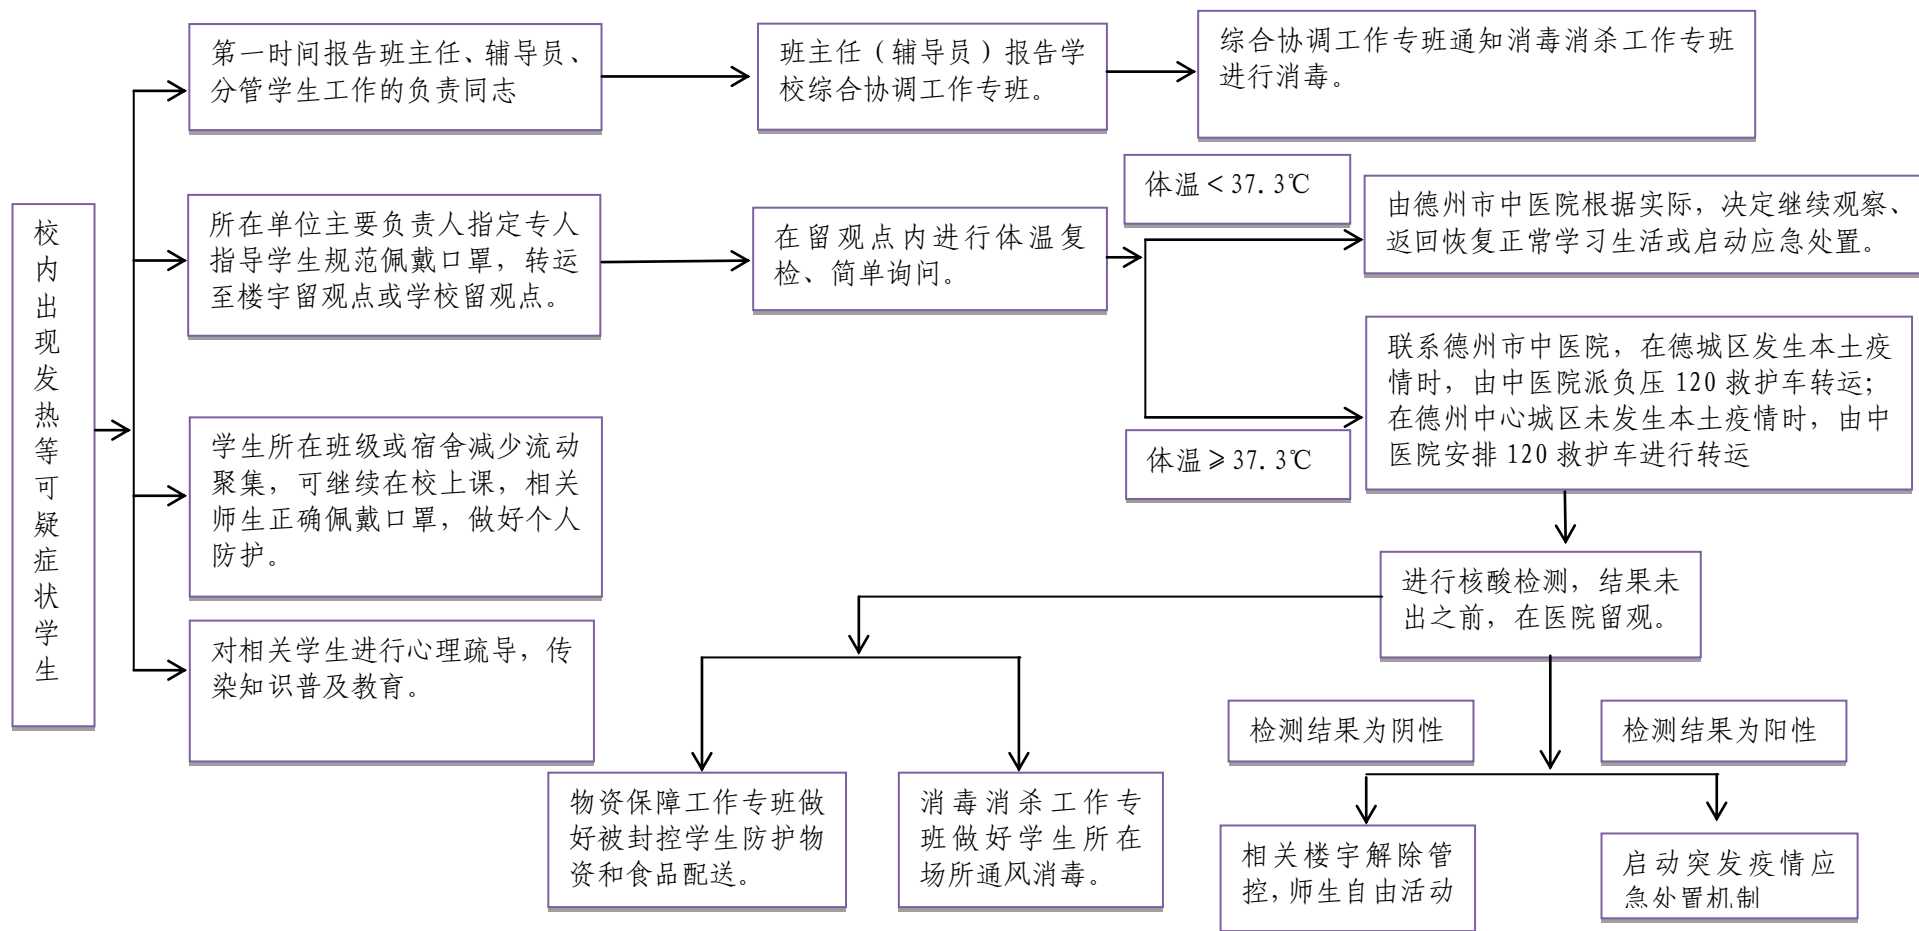 校内出现发热等可疑症状学生
第一时间报告班主任、辅导员、
分管学生工作的负责同志
班主任（辅导员）报告学
校综合协调工作专班。
综合协调工作专班通知消毒消杀工作专班
进行消毒。
所在单位主要负责人指定专人
指导学生规范佩戴口罩，转运
至楼宇留观点或学校留观点。
在留观点内进行体温复
检、简单询问。
体温＜37.3℃
由德州市中医院根据实际，决定继续观察、
返回恢复正常学习生活或启动应急处置。
体温≥37.3℃
联系德州市中医院，在德城区发生本土疫
情时，由中医院派负压 120 救护车转运；
在德州中心城区未发生本土疫情时，由中
医院安排 120 救护车进行转运
学生所在班级或宿舍减少流动
聚集，可继续在校上课，相关
师生正确佩戴口罩，做好个人
防护。
对相关学生进行心理疏导，传
染知识普及教育。
进行核酸检测，结果未
出之前，在医院留观。
物资保障工作专班做
好被封控学生防护物
资和食品配送。
消毒消杀工作专
班做好学生所在
场所通风消毒。
检测结果为阴性
检测结果为阳性
相关楼宇解除管
控，师生自由活动
启动突发疫情应
急处置机制